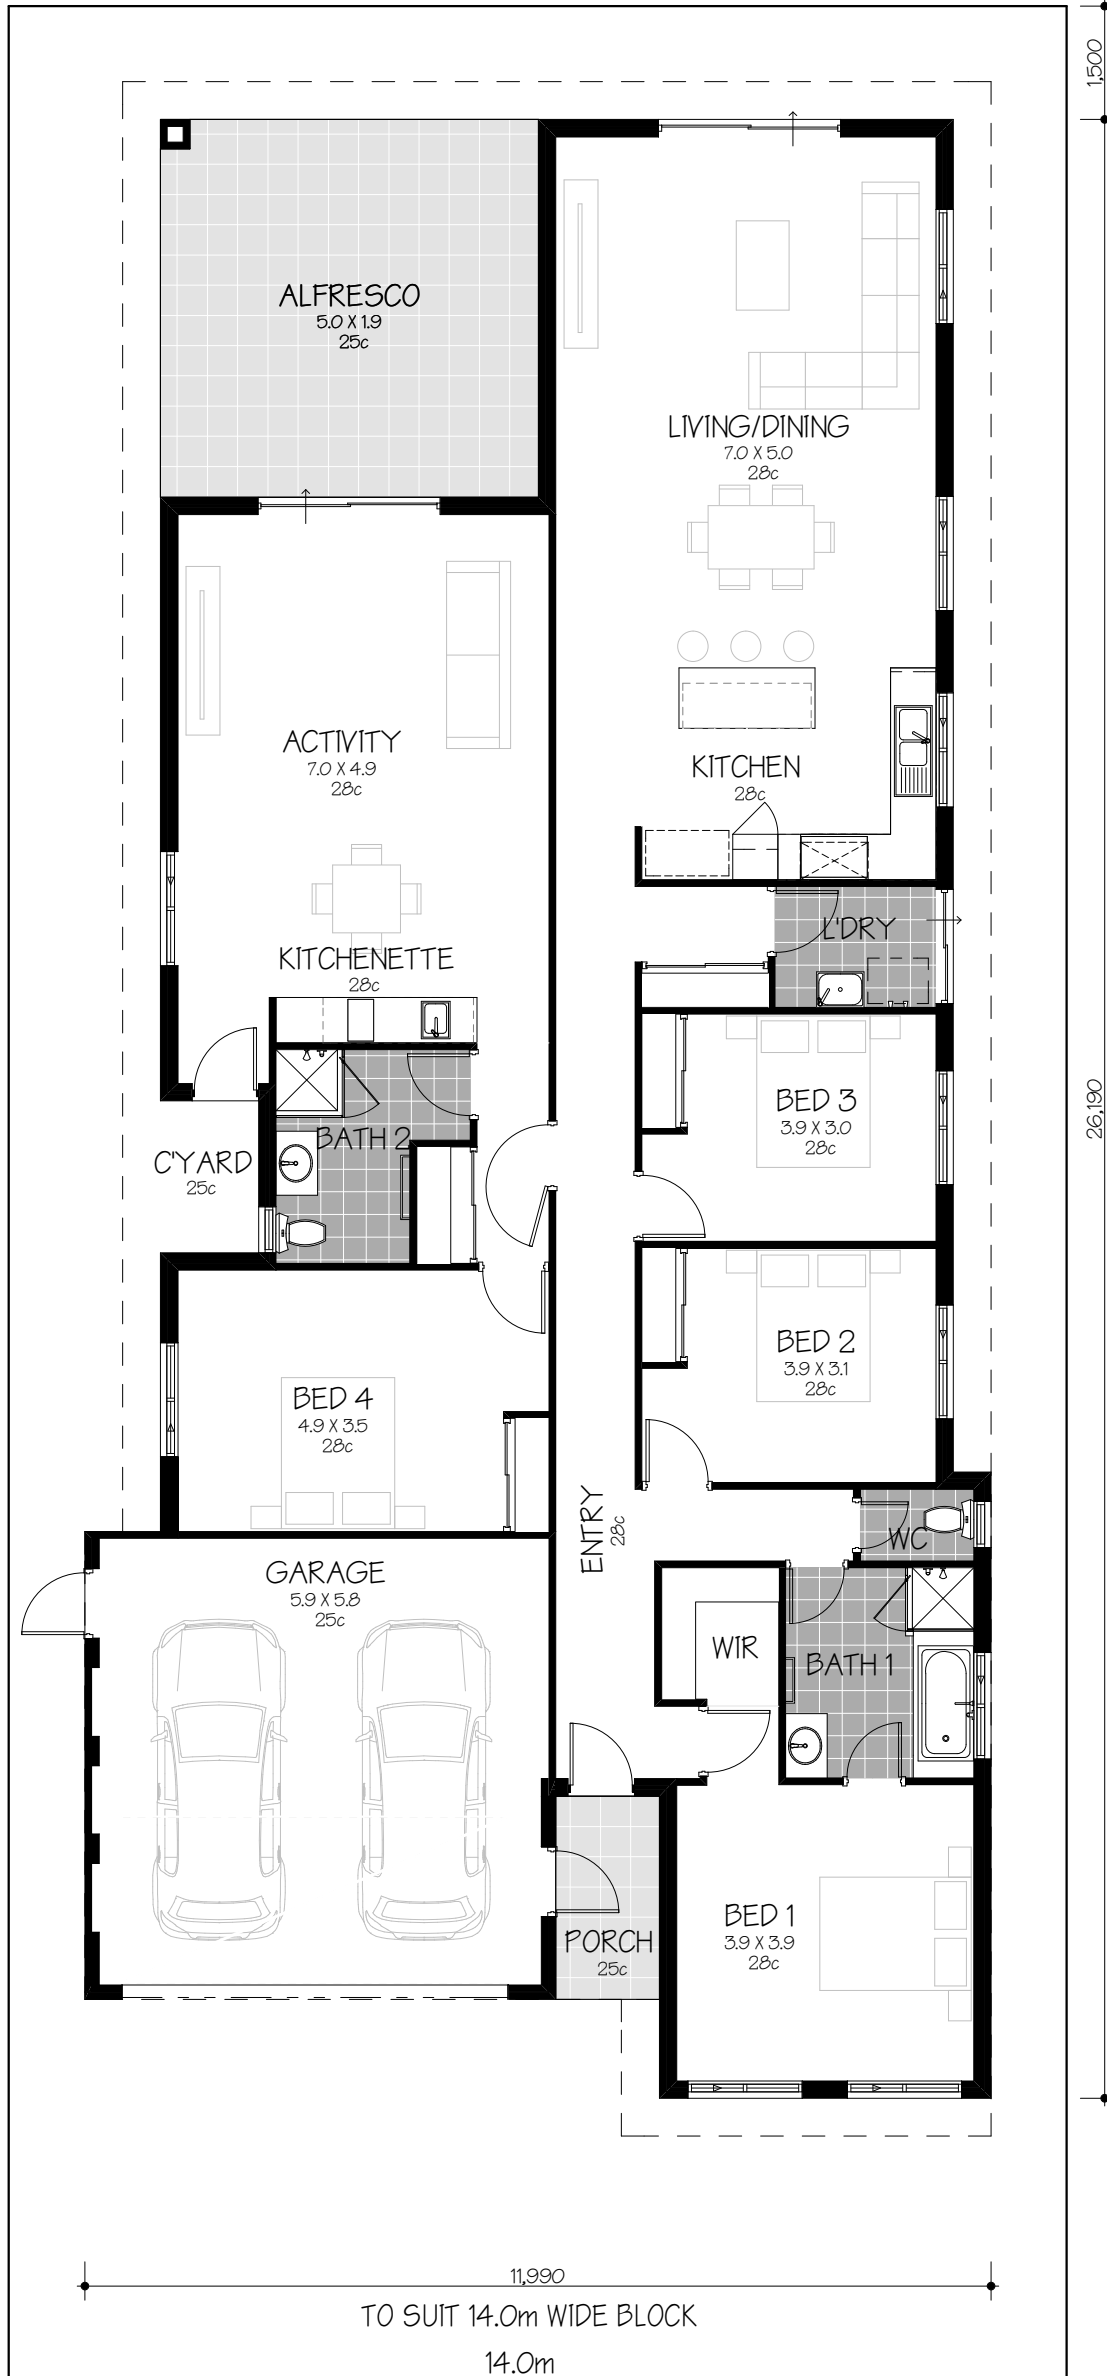 1,500
ALFRESCO
5.0 X 1.9
25c
LIVING/DINING
7.0 X 5.0
28c
ACTIVITY
7.0 X 4.9
28c
KITCHEN
28c
KITCHENETTE
28c
L'DRY
BED 3
3.9 X 3.0
28c
26,190
BATH 2
C'YARD
25c
BED 2
3.9 X 3.1
28c
BED 4
4.9 X 3.5
28c
ENTRY
28c
WC
GARAGE
5.9 X 5.8
25c
WIR
BATH 1
BED 1
3.9 X 3.9
28c
PORCH
25c
11,990
TO SUIT 14.0m WIDE BLOCK
14.0m